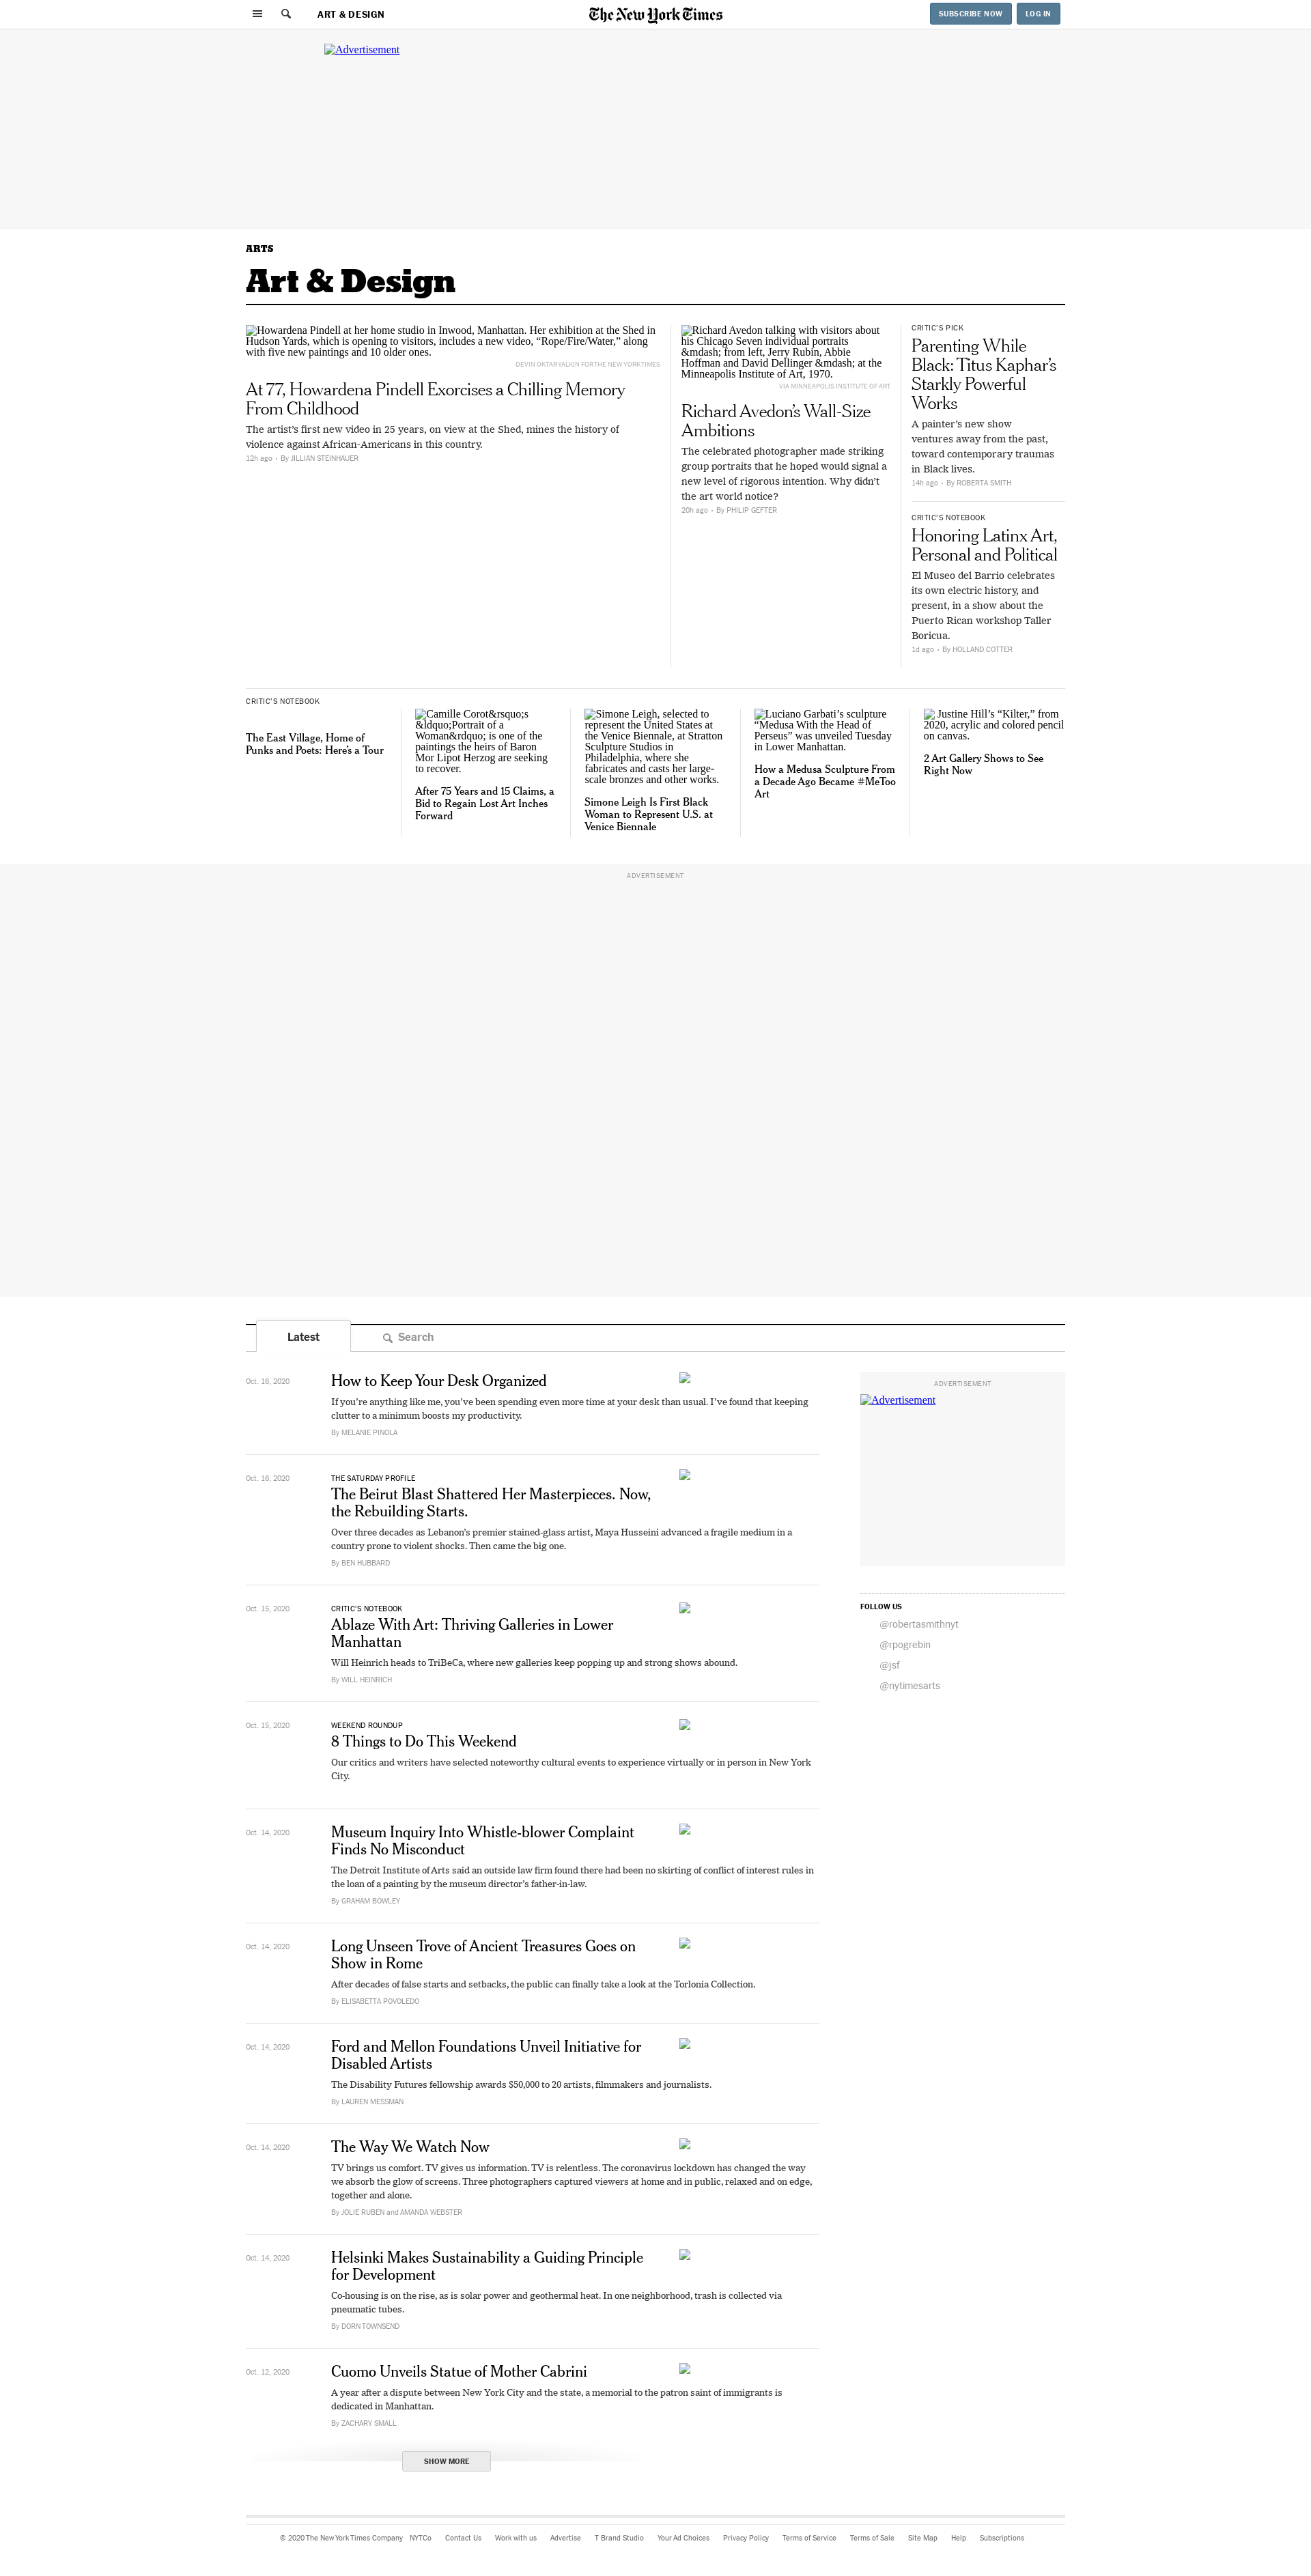 ART & DESIGN
The New York Times
SUBSCRIBE NOW
LOG IN
Advertisement
ARTS
Art & Design
Howardena Pindell at her home studio in Inwood, Manhattan. Her exhibition at the Shed in
Hudson Yards, which is opening to visitors, includes a new video, “Rope/Fire/Water,” along
with five new paintings and 10 older ones.
DEVIN OKTAR YALKIN FOR THE NEW YORK TIMES
At 77, Howardena Pindell Exorcises a Chilling Memory
From Childhood
The artist’s first new video in 25 years, on view at the Shed, mines the history of
violence against African-Americans in this country.
12h ago • By JILLIAN STEINHAUER
Richard Avedon talking with visitors about
his Chicago Seven individual portraits
&mdash; from left, Jerry Rubin, Abbie
Hoffman and David Dellinger &mdash; at the
Minneapolis Institute of Art, 1970.
VIA MINNEAPOLIS INSTITUTE OF ART
Richard Avedon’s Wall-Size
Ambitions
The celebrated photographer made striking
group portraits that he hoped would signal a
new level of rigorous intention. Why didn’t
the art world notice?
20h ago • By PHILIP GEFTER
CRITIC’S PICK
Parenting While
Black: Titus Kaphar’s
Starkly Powerful
Works
A painter’s new show
ventures away from the past,
toward contemporary traumas
in Black lives.
14h ago • By ROBERTA SMITH
CRITIC’S NOTEBOOK
Honoring Latinx Art,
Personal and Political
El Museo del Barrio celebrates
its own electric history, and
present, in a show about the
Puerto Rican workshop Taller
Boricua.
1d ago • By HOLLAND COTTER
CRITIC’S NOTEBOOK
The East Village, Home of
Punks and Poets: Here’s a Tour
Camille Corot&rsquo;s
&ldquo;Portrait of a
Woman&rdquo; is one of the
paintings the heirs of Baron
Mor Lipot Herzog are seeking
to recover.
After 75 Years and 15 Claims, a
Bid to Regain Lost Art Inches
Forward
Simone Leigh, selected to
represent the United States at
the Venice Biennale, at Stratton
Sculpture Studios in
Philadelphia, where she
fabricates and casts her large-
scale bronzes and other works.
Simone Leigh Is First Black
Woman to Represent U.S. at
Venice Biennale
Luciano Garbati’s sculpture
“Medusa With the Head of
Perseus” was unveiled Tuesday
in Lower Manhattan.
How a Medusa Sculpture From
a Decade Ago Became #MeToo
Art
Justine Hill’s “Kilter,” from
2020, acrylic and colored pencil
on canvas.
2 Art Gallery Shows to See
Right Now
ADVERTISEMENT
Latest
Search
Oct. 16, 2020
How to Keep Your Desk Organized
If you’re anything like me, you’ve been spending even more time at your desk than usual. I’ve found that keeping
clutter to a minimum boosts my productivity.
By MELANIE PINOLA
Oct. 16, 2020
THE SATURDAY PROFILE
The Beirut Blast Shattered Her Masterpieces. Now,
the Rebuilding Starts.
Over three decades as Lebanon’s premier stained-glass artist, Maya Husseini advanced a fragile medium in a
country prone to violent shocks. Then came the big one.
By BEN HUBBARD
Oct. 15, 2020
CRITIC’S NOTEBOOK
Ablaze With Art: Thriving Galleries in Lower
Manhattan
Will Heinrich heads to TriBeCa, where new galleries keep popping up and strong shows abound.
By WILL HEINRICH
Oct. 15, 2020
WEEKEND ROUNDUP
8 Things to Do This Weekend
Our critics and writers have selected noteworthy cultural events to experience virtually or in person in New York
City.
Oct. 14, 2020
Museum Inquiry Into Whistle-blower Complaint
Finds No Misconduct
The Detroit Institute of Arts said an outside law firm found there had been no skirting of conflict of interest rules in
the loan of a painting by the museum director’s father-in-law.
By GRAHAM BOWLEY
Oct. 14, 2020
Long Unseen Trove of Ancient Treasures Goes on
Show in Rome
After decades of false starts and setbacks, the public can finally take a look at the Torlonia Collection.
By ELISABETTA POVOLEDO
Oct. 14, 2020
Ford and Mellon Foundations Unveil Initiative for
Disabled Artists
The Disability Futures fellowship awards $50,000 to 20 artists, filmmakers and journalists.
By LAUREN MESSMAN
Oct. 14, 2020
The Way We Watch Now
TV brings us comfort. TV gives us information. TV is relentless. The coronavirus lockdown has changed the way
we absorb the glow of screens. Three photographers captured viewers at home and in public, relaxed and on edge,
together and alone.
By JOLIE RUBEN and AMANDA WEBSTER
Oct. 14, 2020
Helsinki Makes Sustainability a Guiding Principle
for Development
Co-housing is on the rise, as is solar power and geothermal heat. In one neighborhood, trash is collected via
pneumatic tubes.
By DORN TOWNSEND
Oct. 12, 2020
Cuomo Unveils Statue of Mother Cabrini
A year after a dispute between New York City and the state, a memorial to the patron saint of immigrants is
dedicated in Manhattan.
By ZACHARY SMALL
SHOW MORE
ADVERTISEMENT
Advertisement
FOLLOW US
@robertasmithnyt
@rpogrebin
@jsf
@nytimesarts
© 2020 The New York Times Company NYTCo Contact Us Work with us Advertise T Brand Studio Your Ad Choices Privacy Policy Terms of Service Terms of Sale Site Map Help Subscriptions